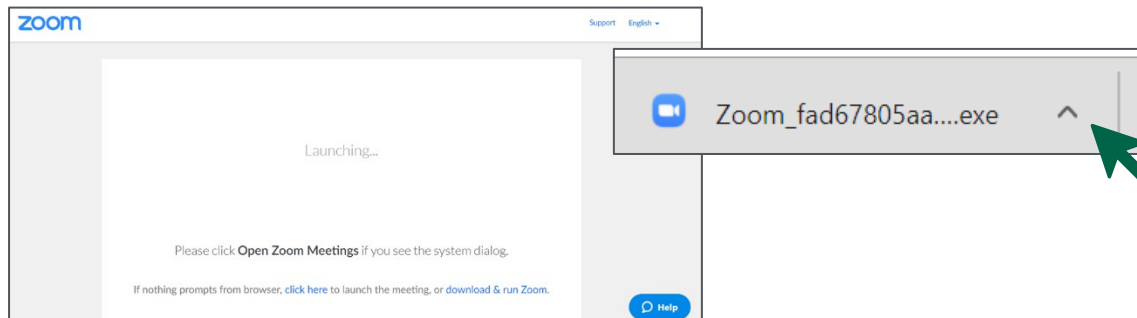 zoom
Support English
Launching...
Please click Open Zoom Meetings if you see the system dialog.
If nothing prompts from browser, click here to launch the meeting, or download & run Zoom.
Help
Zoom_fad67805aa....exe